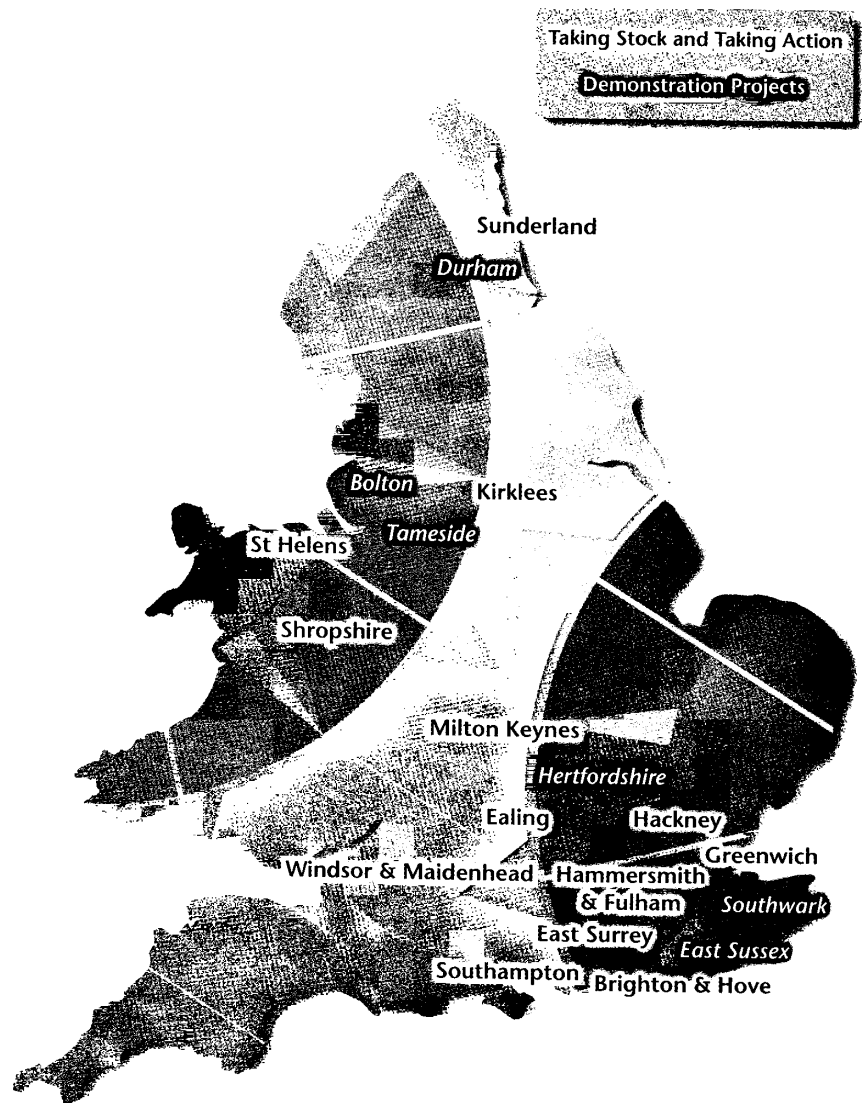 Taking Stock and Taking Action
Demonstration Projects
Sunderland
Durham
Bolton
Kirklees
Tameside
St Helens
Shropshire
Milton Keynes
Hertfordshire
Ealing
Hackney
Greenwich
Windsor & Maidenhead
Hammersmith
& Fulham
Southwark
East Surrey
East Sussex
Southampton
Brighton & Hove